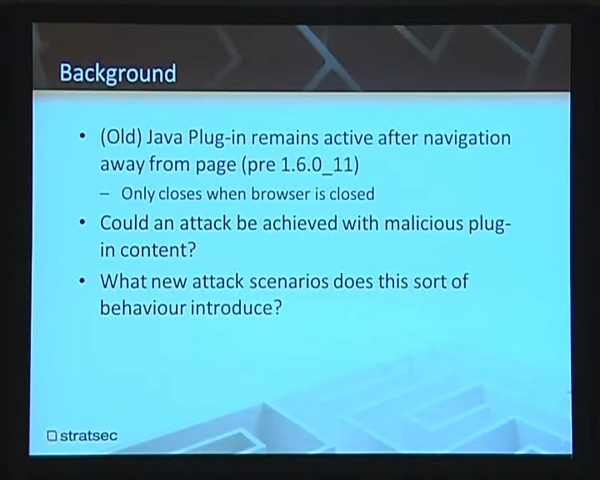 Background
• (Old) Java Plug-in remains active after navigation
away from page (pre 1.6.0_11)
– Only closes when browser is closed
• Could an attack be achieved with malicious plug-
in content?
• What new attack scenarios does this sort of
behaviour introduce?
stratsec